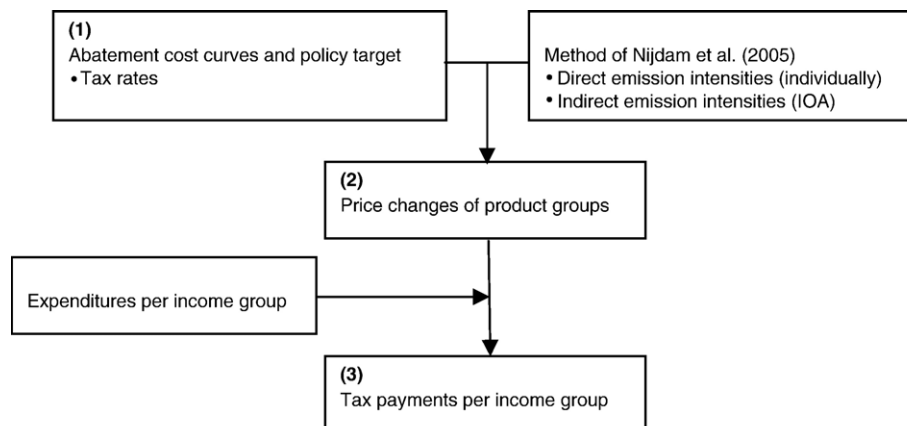 (1)
Abatement cost curves and policy target
• Tax rates
Method of Nijdam et al. (2005)
• Direct emission intensities (individually)
• Indirect emission intensities (IOA)
(2)
Price changes of product groups
Expenditures per income group
(3)
Tax payments per income group